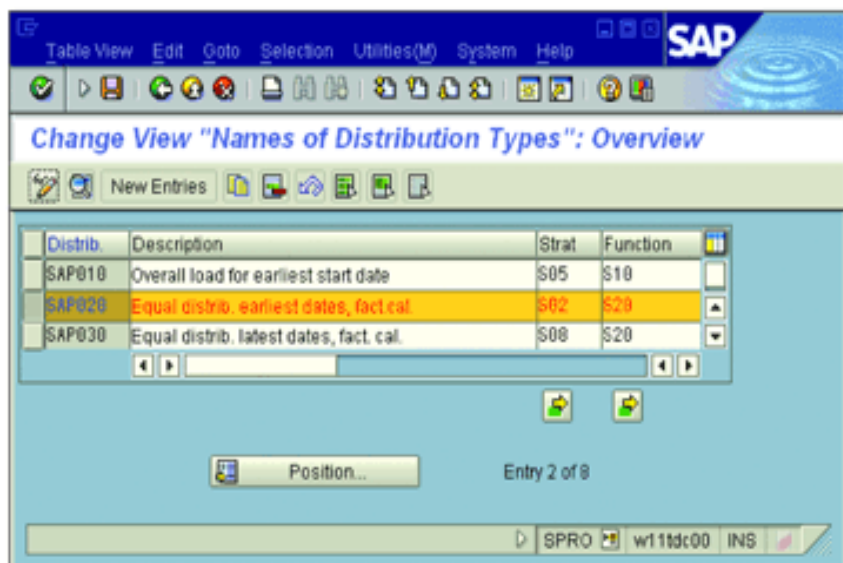 Table View Edit Goto Selection Utilities(M) System Help
SAP
Change View "Names of Distribution Types": Overview
New Entries
Distrib. Description Strat Function
SAP010 Overall load for earliest start date S05 S10
SAP020 Equal distrib. earliest dates, fact.cal. S02 S20
SAP030 Equal distrib. latest dates, fact. cal. S08 S20
Position... Entry 2 of 8
SPRO w11tdc00 INS